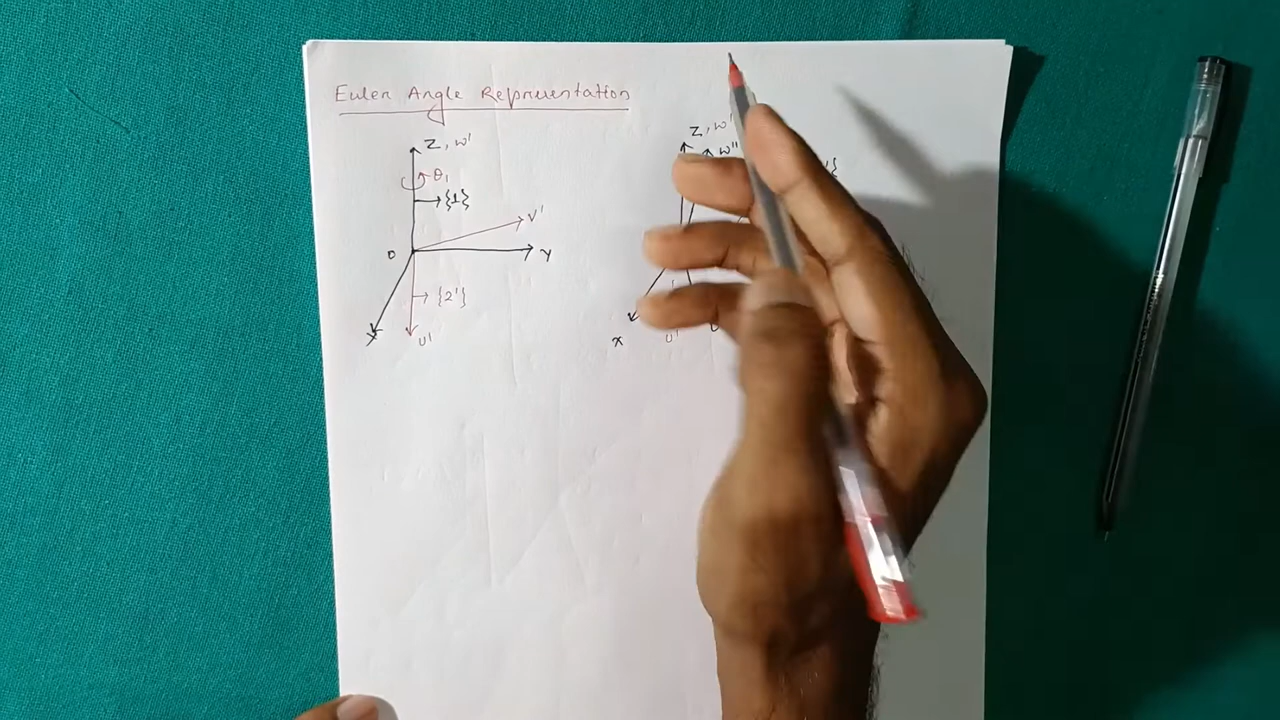 Euler Angle Representation
Z, w'
θ₁
{1}
v'
O
y
{2'}
x
u'
Z, w'
w"
x
u'